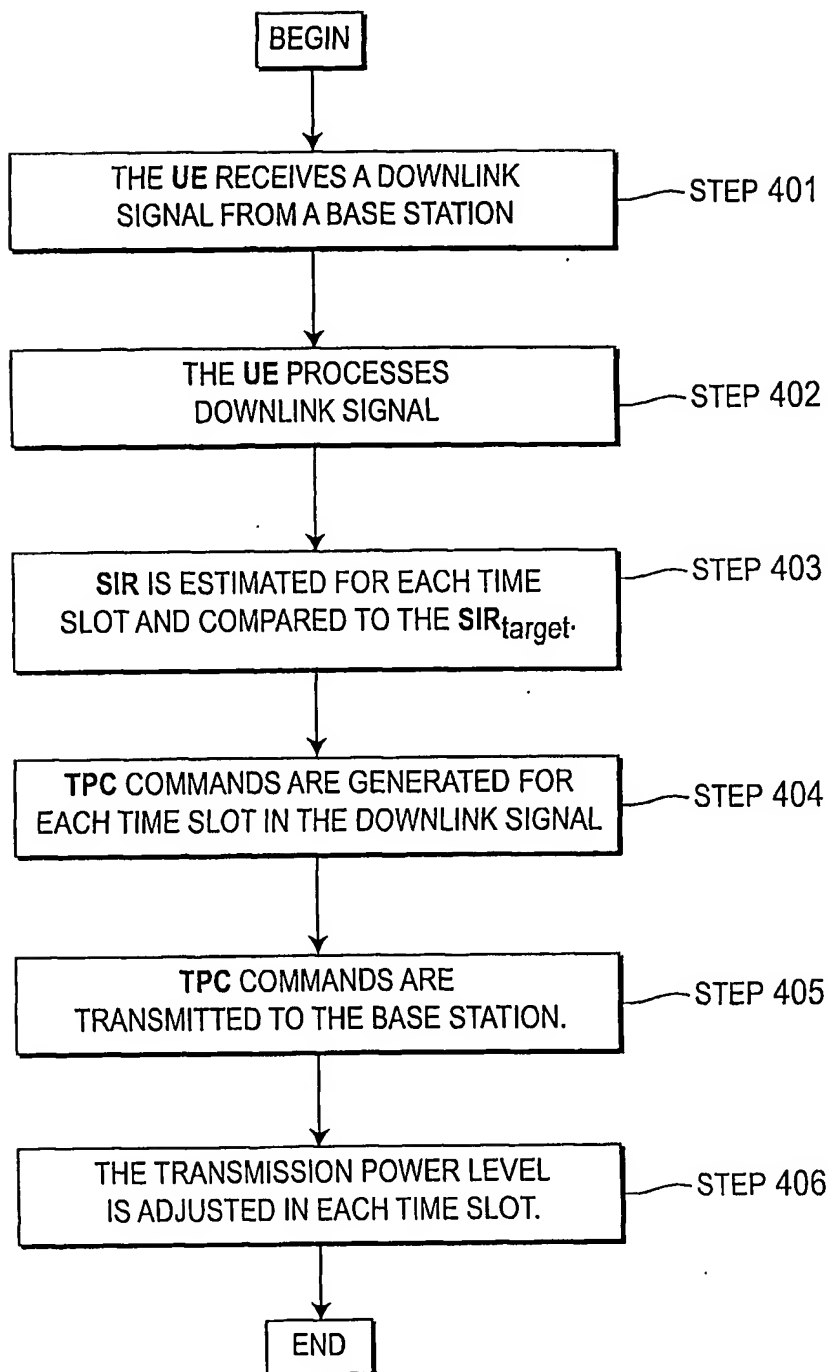 BEGIN
THE UE RECEIVES A DOWNLINK
SIGNAL FROM A BASE STATION
STEP 401
THE UE PROCESSES
DOWNLINK SIGNAL
STEP 402
SIR IS ESTIMATED FOR EACH TIME
SLOT AND COMPARED TO THE SIRtarget.
STEP 403
TPC COMMANDS ARE GENERATED FOR
EACH TIME SLOT IN THE DOWNLINK SIGNAL
STEP 404
TPC COMMANDS ARE
TRANSMITTED TO THE BASE STATION.
STEP 405
THE TRANSMISSION POWER LEVEL
IS ADJUSTED IN EACH TIME SLOT.
STEP 406
END